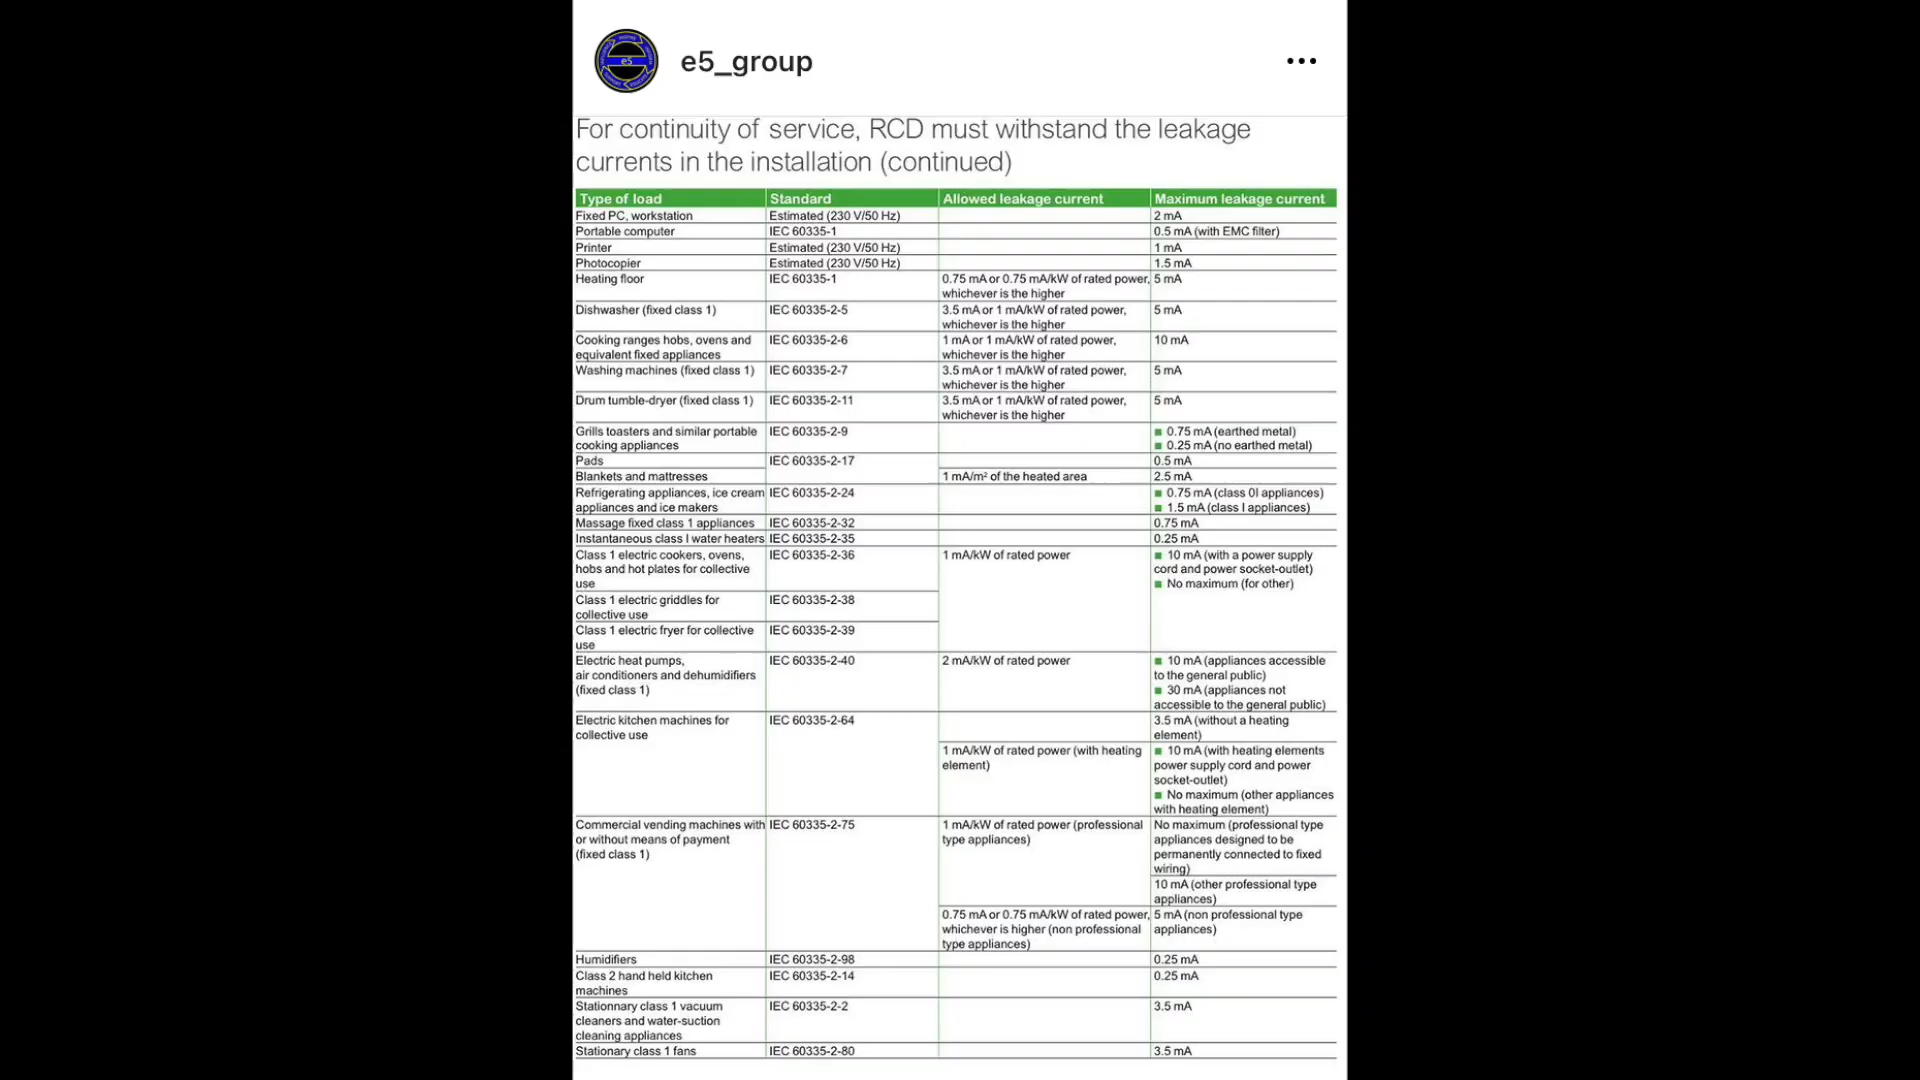 e5
e5_group
For continuity of service, RCD must withstand the leakage
currents in the installation (continued)
Type of load Standard Allowed leakage current Maximum leakage current
Fixed PC, workstation Estimated (230 V/50 Hz) 2 mA
Portable computer IEC 60335-1 0.5 mA (with EMC filter)
Printer Estimated (230 V/50 Hz) 1 mA
Photocopier Estimated (230 V/50 Hz) 1.5 mA
Heating floor IEC 60335-1 0.75 mA or 0.75 mA/kW of rated power, 5 mA
whichever is the higher
Dishwasher (fixed class 1) IEC 60335-2-5 3.5 mA or 1 mA/kW of rated power, 5 mA
whichever is the higher
Cooking ranges hobs, ovens and IEC 60335-2-6 1 mA or 1 mA/kW of rated power, 10 mA
equivalent fixed appliances whichever is the higher
Washing machines (fixed class 1) IEC 60335-2-7 3.5 mA or 1 mA/kW of rated power, 5 mA
whichever is the higher
Drum tumble-dryer (fixed class 1) IEC 60335-2-11 3.5 mA or 1 mA/kW of rated power, 5 mA
whichever is the higher
Grills toasters and similar portable IEC 60335-2-9 ■ 0.75 mA (earthed metal)
cooking appliances ■ 0.25 mA (no earthed metal)
Pads IEC 60335-2-17 0.5 mA
Blankets and mattresses 1 mA/m² of the heated area 2.5 mA
Refrigerating appliances, ice cream IEC 60335-2-24 ■ 0.75 mA (class 0I appliances)
appliances and ice makers ■ 1.5 mA (class I appliances)
Massage fixed class 1 appliances IEC 60335-2-32 0.75 mA
Instantaneous class I water heaters IEC 60335-2-35 0.25 mA
Class 1 electric cookers, ovens, IEC 60335-2-36 1 mA/kW of rated power ■ 10 mA (with a power supply
hobs and hot plates for collective cord and power socket-outlet)
use ■ No maximum (for other)
Class 1 electric griddles for IEC 60335-2-38
collective use
Class 1 electric fryer for collective IEC 60335-2-39
use
Electric heat pumps, IEC 60335-2-40 2 mA/kW of rated power ■ 10 mA (appliances accessible
air conditioners and dehumidifiers to the general public)
(fixed class 1) ■ 30 mA (appliances not
accessible to the general public)
Electric kitchen machines for IEC 60335-2-64 3.5 mA (without a heating
collective use element)
1 mA/kW of rated power (with heating ■ 10 mA (with heating elements
element) power supply cord and power
socket-outlet)
■ No maximum (other appliances
with heating element)
Commercial vending machines with IEC 60335-2-75 1 mA/kW of rated power (professional No maximum (professional type
or without means of payment type appliances) appliances designed to be
(fixed class 1) permanently connected to fixed
wiring)
10 mA (other professional type
appliances)
0.75 mA or 0.75 mA/kW of rated power, 5 mA (non professional type
whichever is higher (non professional appliances)
type appliances)
Humidifiers IEC 60335-2-98 0.25 mA
Class 2 hand held kitchen IEC 60335-2-14 0.25 mA
machines
Stationnary class 1 vacuum IEC 60335-2-2 3.5 mA
cleaners and water-suction
cleaning appliances
Stationary class 1 fans IEC 60335-2-80 3.5 mA